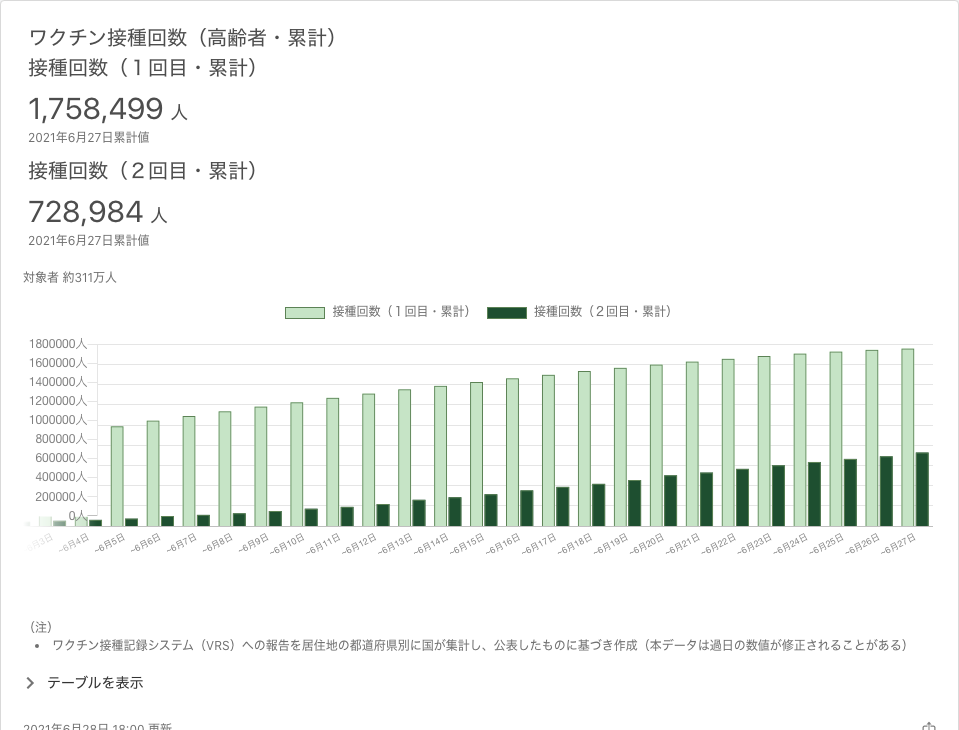 ワクチン接種回数（高齢者・累計）
接種回数（１回目・累計）
1,758,499 人
2021年6月27日累計値
接種回数（２回目・累計）
728,984 人
2021年6月27日累計値
対象者 約311万人
接種回数（１回目・累計） 接種回数（２回目・累計）
1800000人
1600000人
1400000人
1200000人
1000000人
800000人
600000人
400000人
200000人
0人
~6月4日 ~6月5日 ~6月6日 ~6月7日 ~6月8日 ~6月9日 ~6月10日 ~6月11日 ~6月12日 ~6月13日 ~6月14日 ~6月15日 ~6月16日 ~6月17日 ~6月18日 ~6月19日 ~6月20日 ~6月21日 ~6月22日 ~6月23日 ~6月24日 ~6月25日 ~6月26日 ~6月27日
（注）
• ワクチン接種記録システム（VRS）への報告を居住地の都道府県別に国が集計し、公表したものに基づき作成（本データは過日の数値が修正されることがある）
テーブルを表示
2021年6月28日 18:00 更新